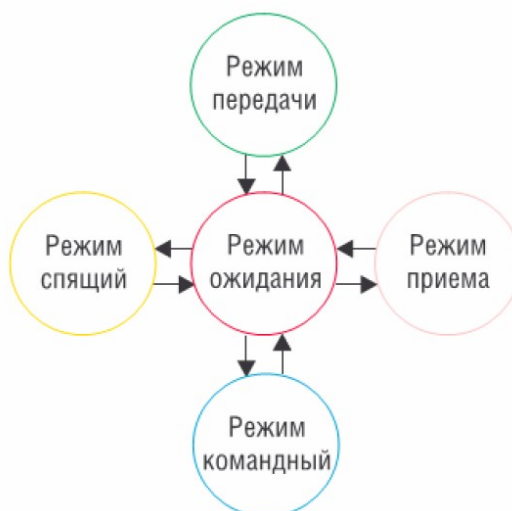 Режим
передачи
Режим
спящий
Режим
ожидания
Режим
приема
Режим
командный